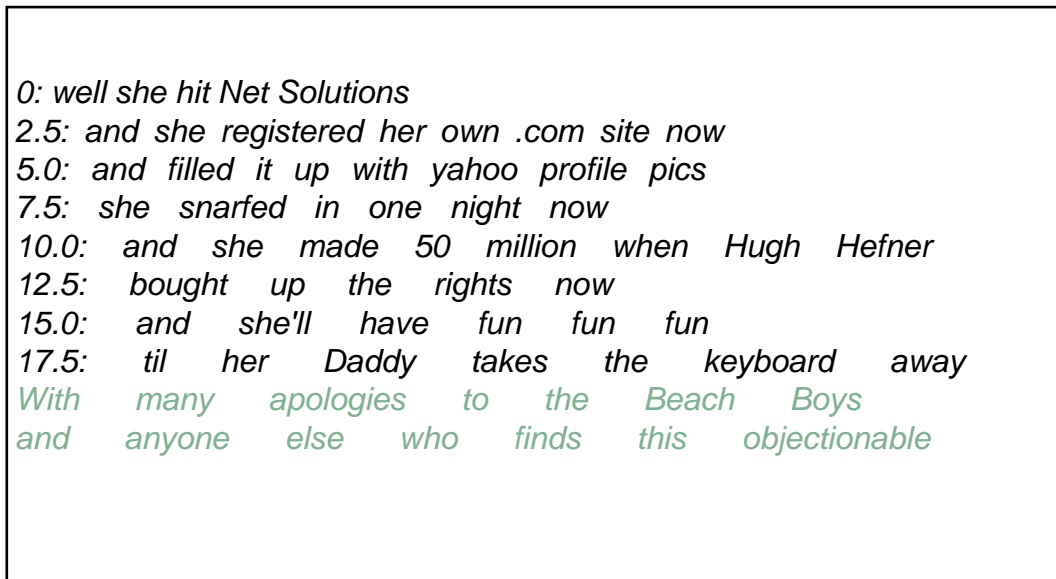 0: well she hit Net Solutions
2.5: and she registered her own .com site now
5.0: and filled it up with yahoo profile pics
7.5: she snarfed in one night now
10.0: and she made 50 million when Hugh Hefner
12.5: bought up the rights now
15.0: and she'll have fun fun fun
17.5: til her Daddy takes the keyboard away
With many apologies to the Beach Boys
and anyone else who finds this objectionable